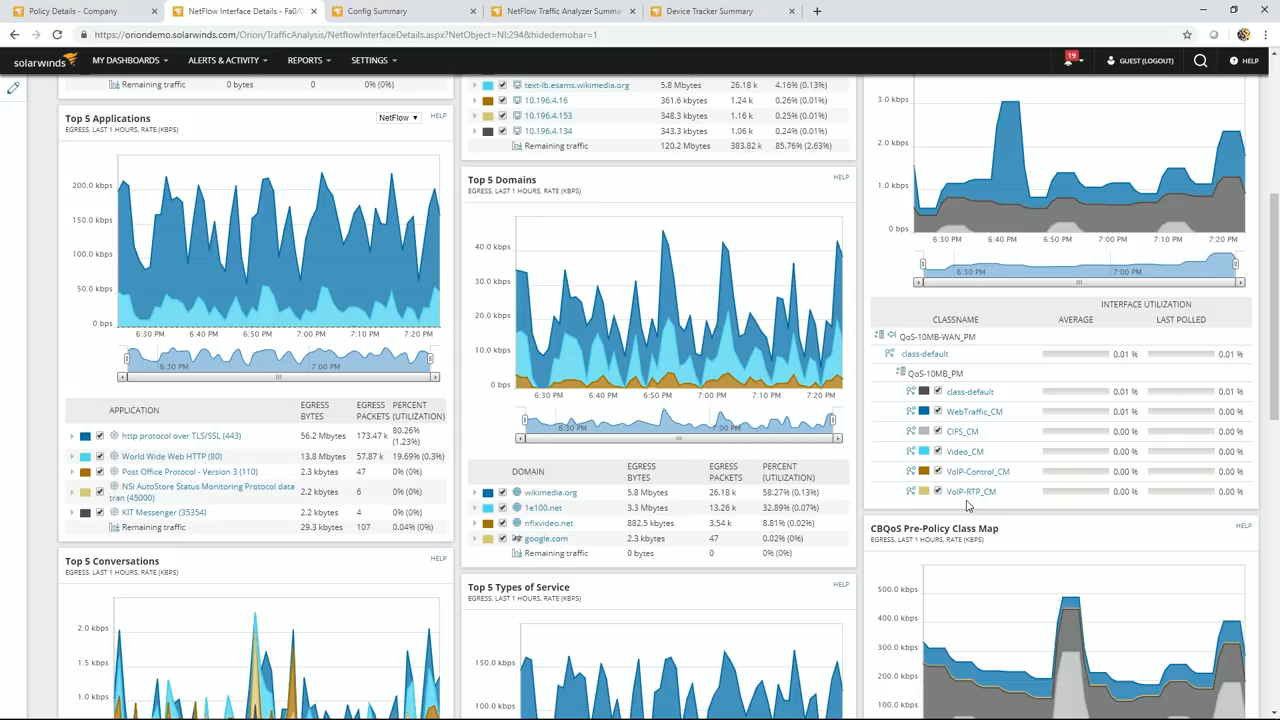 Policy Details - Company
NetFlow Interface Details - Fa0/0
Config Summary
NetFlow Traffic Analyzer Summa
Device Tracker Summary
https://oriondemo.solarwinds.com/Orion/TrafficAnalysis/NetflowInterfaceDetails.aspx?NetObject=NI:294&hidedemobar=1
solarwinds
MY DASHBOARDS
ALERTS & ACTIVITY
REPORTS
SETTINGS
19
GUEST (LOGOUT)
HELP
Remaining traffic 0 bytes 0 0% (0%)
Top 5 Applications
EGRESS, LAST 1 HOURS, RATE (KBPS)
NetFlow
HELP
200.0 kbps
150.0 kbps
100.0 kbps
50.0 kbps
0 bps
6:30 PM 6:40 PM 6:50 PM 7:00 PM 7:10 PM 7:20 PM
6:30 PM 7:00 PM
APPLICATION EGRESS BYTES EGRESS PACKETS PERCENT (UTILIZATION)
http protocol over TLS/SSL (443) 56.2 Mbytes 173.47 k 80.26% (1.23%)
World Wide Web HTTP (80) 13.8 Mbytes 57.87 k 19.69% (0.3%)
Post Office Protocol - Version 3 (110) 2.3 kbytes 47 0% (0%)
NSi AutoStore Status Monitoring Protocol data tran (45000) 2.2 kbytes 6 0% (0%)
KIT Messenger (35354) 2.2 kbytes 4 0% (0%)
Remaining traffic 29.3 kbytes 107 0.04% (0%)
Top 5 Conversations
EGRESS, LAST 1 HOURS, RATE (KBPS)
HELP
2.0 kbps
1.5 kbps
1.0 kbps
text-lb.esams.wikimedia.org 5.8 Mbytes 26.18 k 4.16% (0.13%)
10.196.4.16 361.6 kbytes 1.24 k 0.26% (0.01%)
10.196.4.153 348.3 kbytes 1.16 k 0.25% (0.01%)
10.196.4.134 343.3 kbytes 1.06 k 0.24% (0.01%)
Remaining traffic 120.2 Mbytes 383.82 k 85.76% (2.63%)
Top 5 Domains
EGRESS, LAST 1 HOURS, RATE (KBPS)
HELP
40.0 kbps
30.0 kbps
20.0 kbps
10.0 kbps
0 bps
6:30 PM 6:40 PM 6:50 PM 7:00 PM 7:10 PM 7:20 PM
6:30 PM 7:00 PM
DOMAIN EGRESS BYTES EGRESS PACKETS PERCENT (UTILIZATION)
wikimedia.org 5.8 Mbytes 26.18 k 58.27% (0.13%)
1e100.net 3.3 Mbytes 13.26 k 32.89% (0.07%)
nflxvideo.net 882.5 kbytes 3.54 k 8.81% (0.02%)
google.com 2.3 kbytes 47 0.02% (0%)
Remaining traffic 0 bytes 0 0% (0%)
Top 5 Types of Service
EGRESS, LAST 1 HOURS, RATE (KBPS)
HELP
150.0 kbps
100.0 kbps
3.0 kbps
2.0 kbps
1.0 kbps
0 bps
6:30 PM 6:40 PM 6:50 PM 7:00 PM 7:10 PM 7:20 PM
6:30 PM 7:00 PM
INTERFACE UTILIZATION
CLASSNAME AVERAGE LAST POLLED
QoS-10MB-WAN_PM
class-default 0.01 % 0.01 %
QoS-10MB_PM
class-default 0.01 % 0.01 %
WebTraffic_CM 0.00 % 0.00 %
CIFS_CM 0.00 % 0.00 %
Video_CM 0.00 % 0.00 %
VoIP-Control_CM 0.00 % 0.00 %
VoIP-RTP_CM 0.00 % 0.00 %
CBQoS Pre-Policy Class Map
EGRESS, LAST 1 HOURS, RATE (KBPS)
HELP
500.0 kbps
400.0 kbps
300.0 kbps
200.0 kbps
100.0 kbps